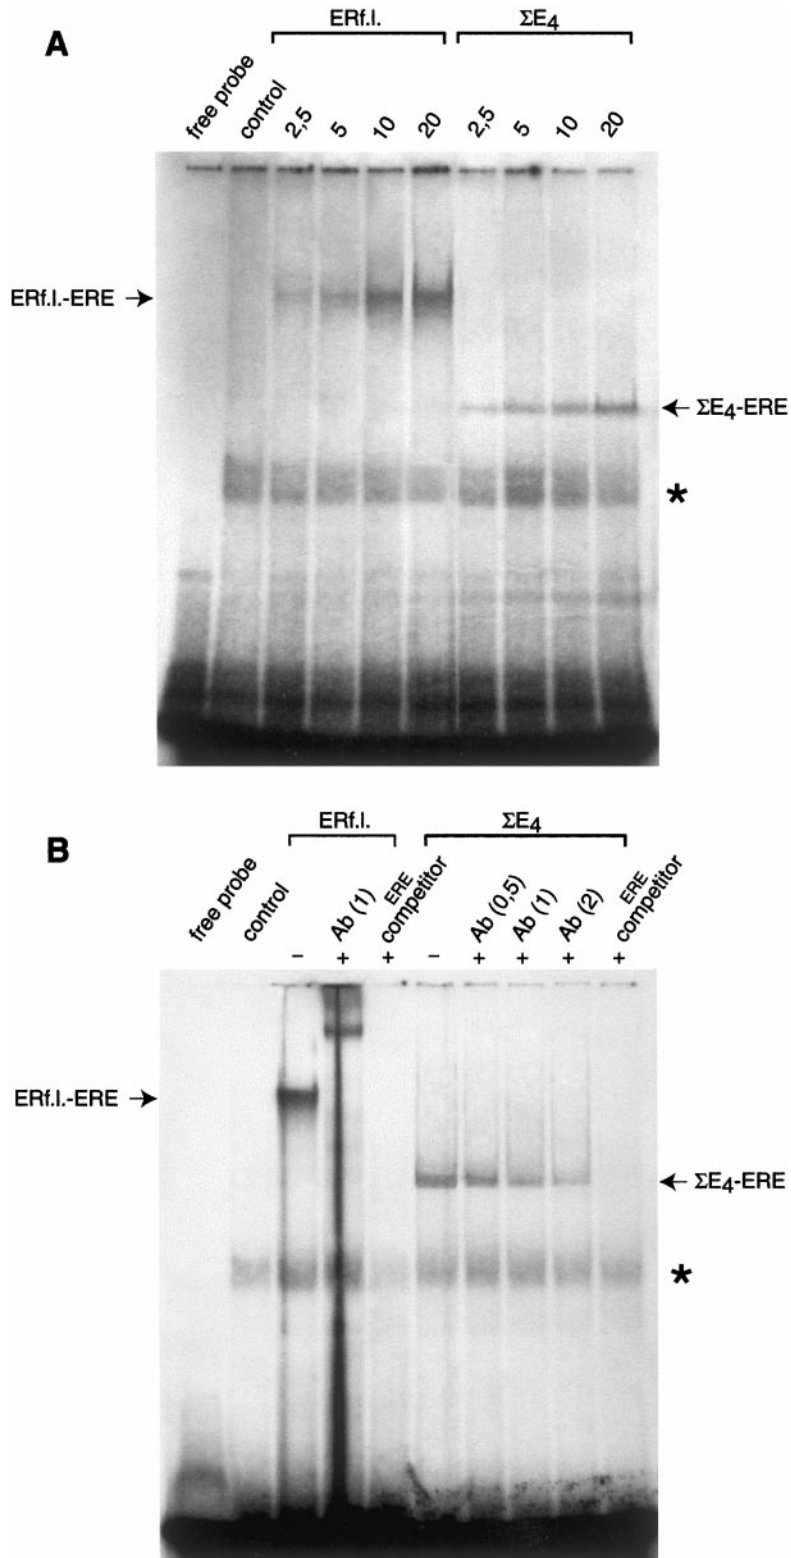 A
ERf.l. ΣE4
free probe control 2,5 5 10 20 2,5 5 10 20
ERf.l.-ERE →
← ΣE4-ERE
*
B
ERf.l. ΣE4
free probe control Ab (1) ERE competitor Ab (0,5) Ab (1) Ab (2) ERE competitor
– + + – + + + +
ERf.l.-ERE →
← ΣE4-ERE
*